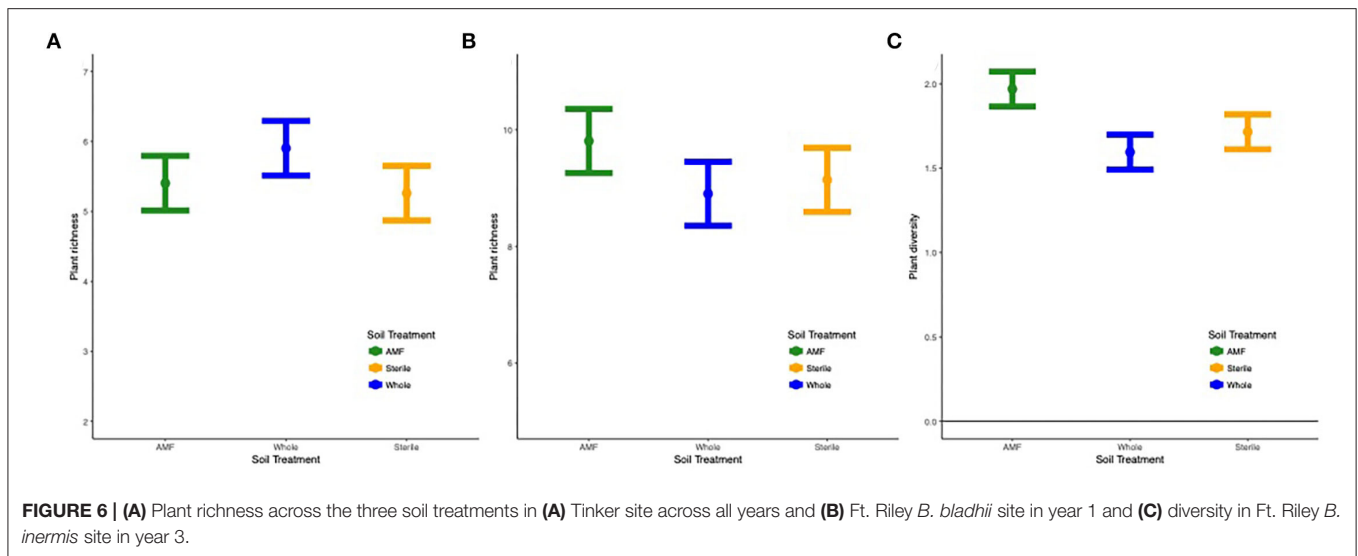 A
Plant richness
7
6
5
4
3
2
Soil Treatment
AMF
Sterile
Whole
AMF Whole Sterile
Soil Treatment
B
Plant richness
10
8
6
Soil Treatment
AMF
Sterile
Whole
AMF Whole Sterile
Soil Treatment
C
Plant diversity
2.0
1.5
1.0
0.5
0.0
Soil Treatment
AMF
Sterile
Whole
AMF Whole Sterile
Soil Treatment
FIGURE 6 | (A) Plant richness across the three soil treatments in (A) Tinker site across all years and (B) Ft. Riley B. bladhii site in year 1 and (C) diversity in Ft. Riley B.
inermis site in year 3.